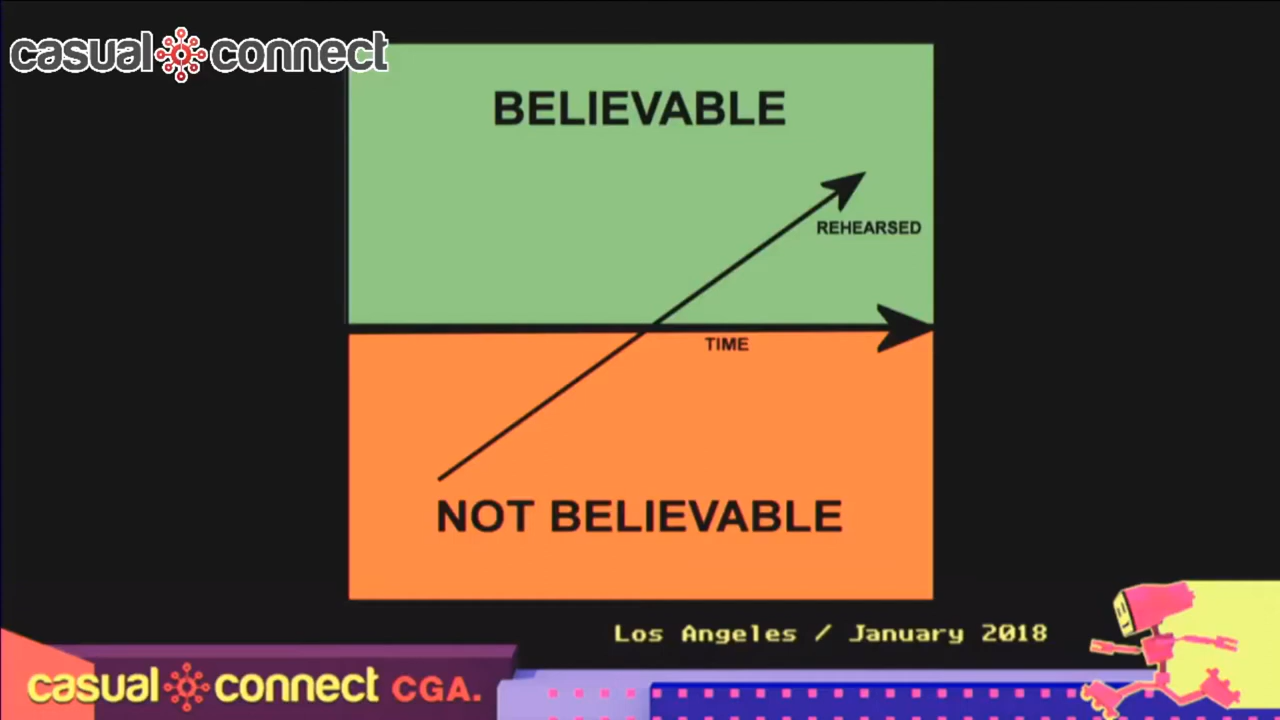 casual connect
BELIEVABLE
REHEARSED
TIME
NOT BELIEVABLE
Los Angeles / January 2018
casual connect CGA.